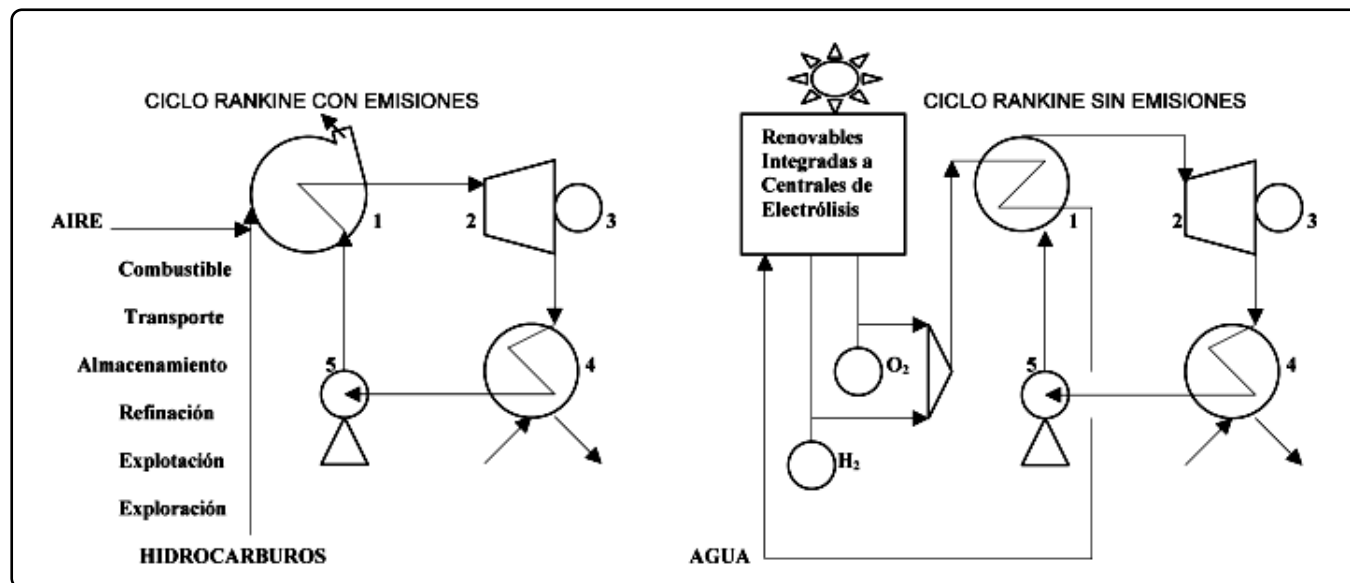 CICLO RANKINE CON EMISIONES
AIRE
Combustible
Transporte
Almacenamiento
Refinación
Explotación
Exploración
HIDROCARBUROS
1
2
3
4
5
CICLO RANKINE SIN EMISIONES
Renovables
Integradas a
Centrales de
Electrólisis
1
2
3
4
5
O₂
H₂
AGUA